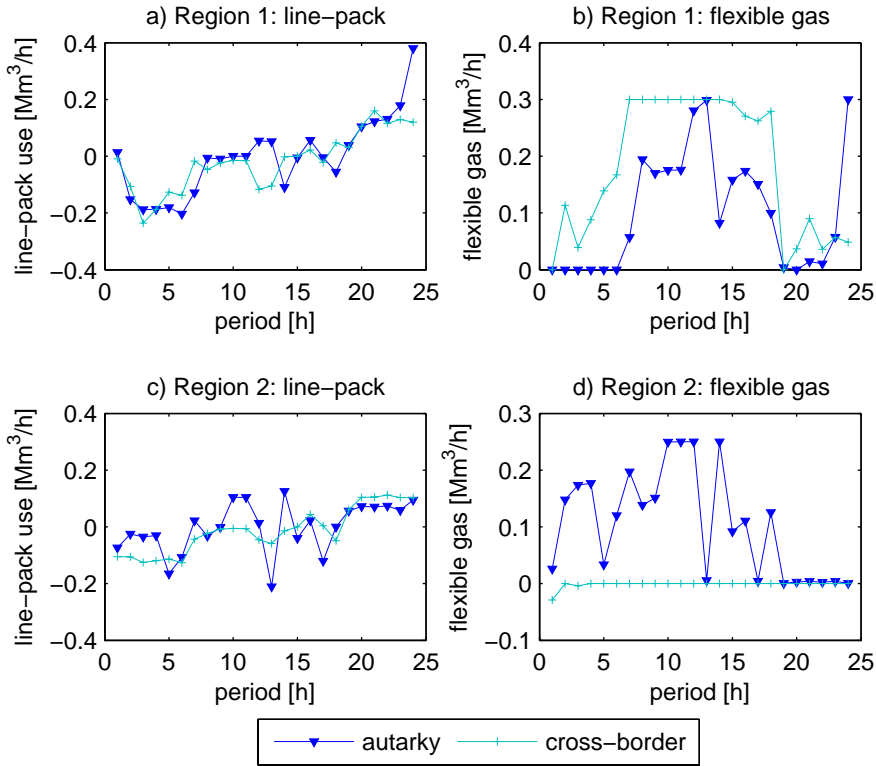 a) Region 1: line−pack
line−pack use [Mm3/h]
0.4
0.2
0
−0.2
−0.4
0 5 10 15 20 25
period [h]
b) Region 1: flexible gas
flexible gas [Mm3/h]
0.4
0.3
0.2
0.1
0
0 5 10 15 20 25
period [h]
c) Region 2: line−pack
line−pack use [Mm3/h]
0.4
0.2
0
−0.2
−0.4
0 5 10 15 20 25
period [h]
d) Region 2: flexible gas
flexible gas [Mm3/h]
0.3
0.2
0.1
0
−0.1
0 5 10 15 20 25
period [h]
autarky cross−border